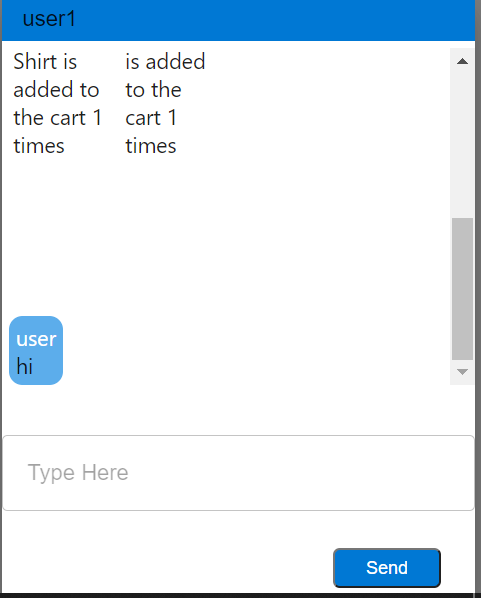 user1
Shirt is
added to
the cart 1
times
is added
to the
cart 1
times
user
hi
Type Here
Send